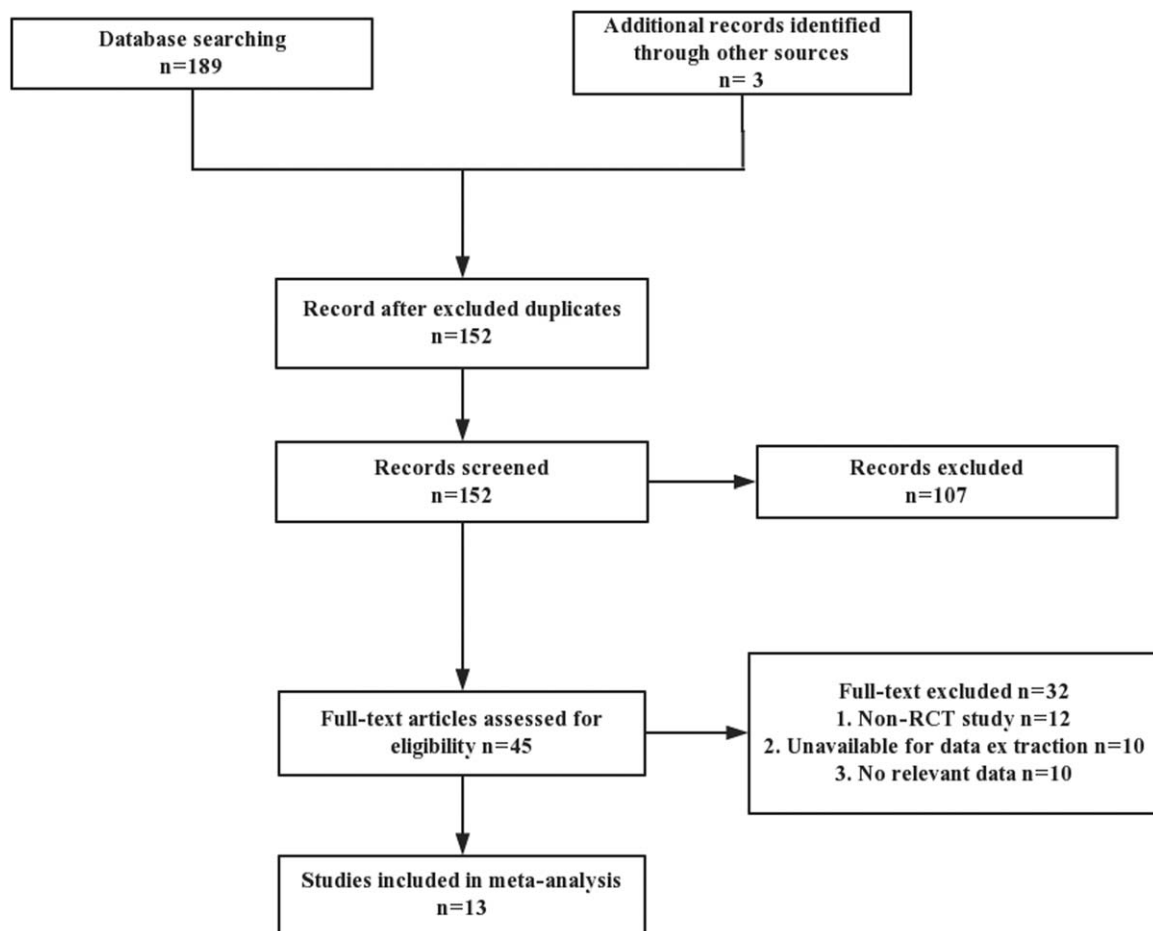 Database searching
n=189
Additional records identified
through other sources
n= 3
Record after excluded duplicates
n=152
Records screened
n=152
Records excluded
n=107
Full-text articles assessed for
eligibility n=45
Full-text excluded n=32
1. Non-RCT study n=12
2. Unavailable for data ex traction n=10
3. No relevant data n=10
Studies included in meta-analysis
n=13